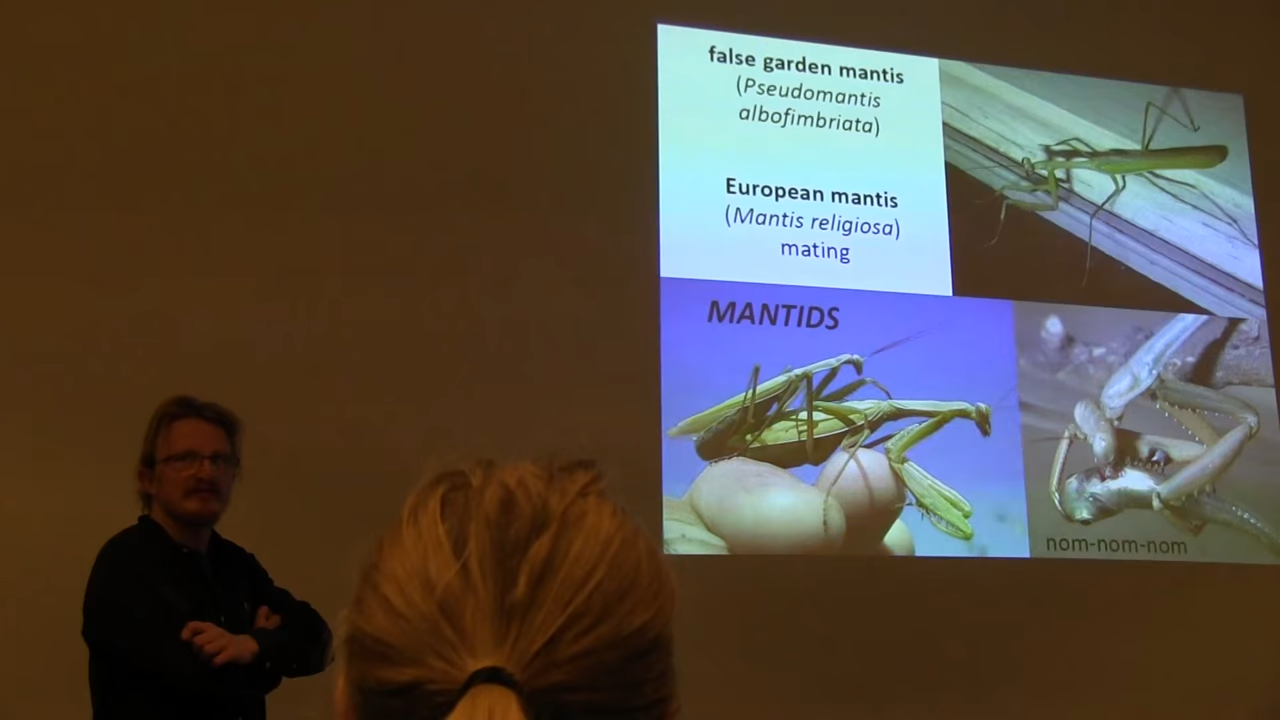 false garden mantis
(Pseudomantis
albofimbriata)
European mantis
(Mantis religiosa)
mating
MANTIDS
nom-nom-nom